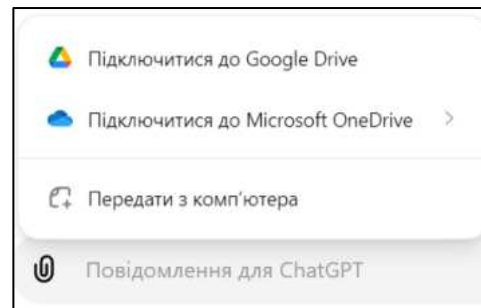 Підключитися до Google Drive
Підключитися до Microsoft OneDrive
Передати з комп'ютера
Повідомлення для ChatGPT